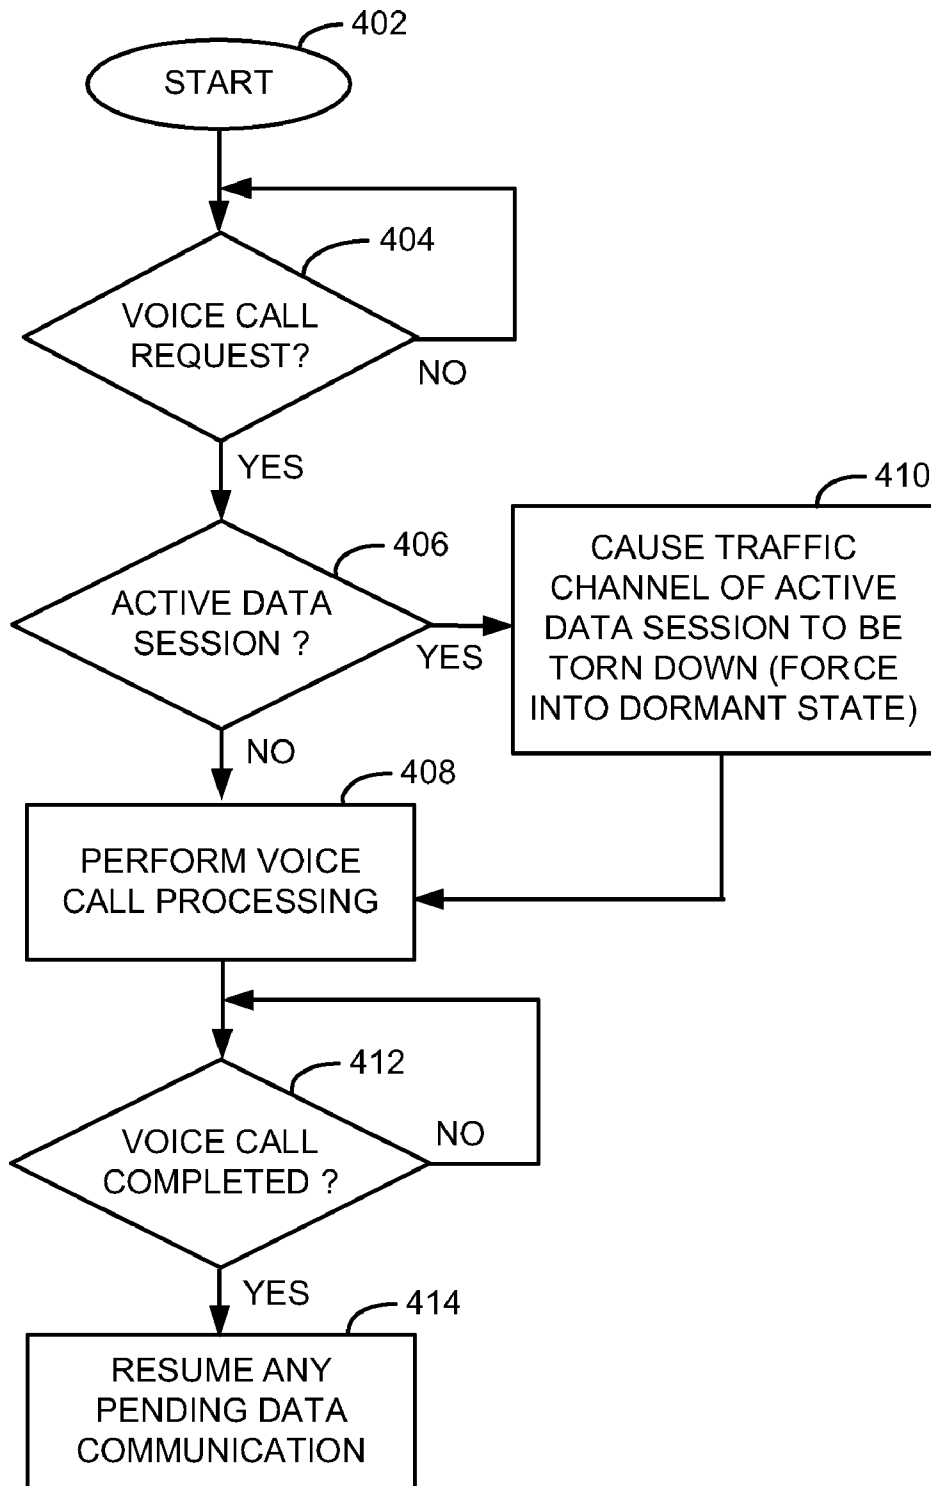 402
START
404
VOICE CALL
REQUEST?
NO
YES
406
ACTIVE DATA
SESSION ?
YES
410
CAUSE TRAFFIC
CHANNEL OF ACTIVE
DATA SESSION TO BE
TORN DOWN (FORCE
INTO DORMANT STATE)
NO
408
PERFORM VOICE
CALL PROCESSING
412
VOICE CALL
COMPLETED ?
NO
YES
414
RESUME ANY
PENDING DATA
COMMUNICATION